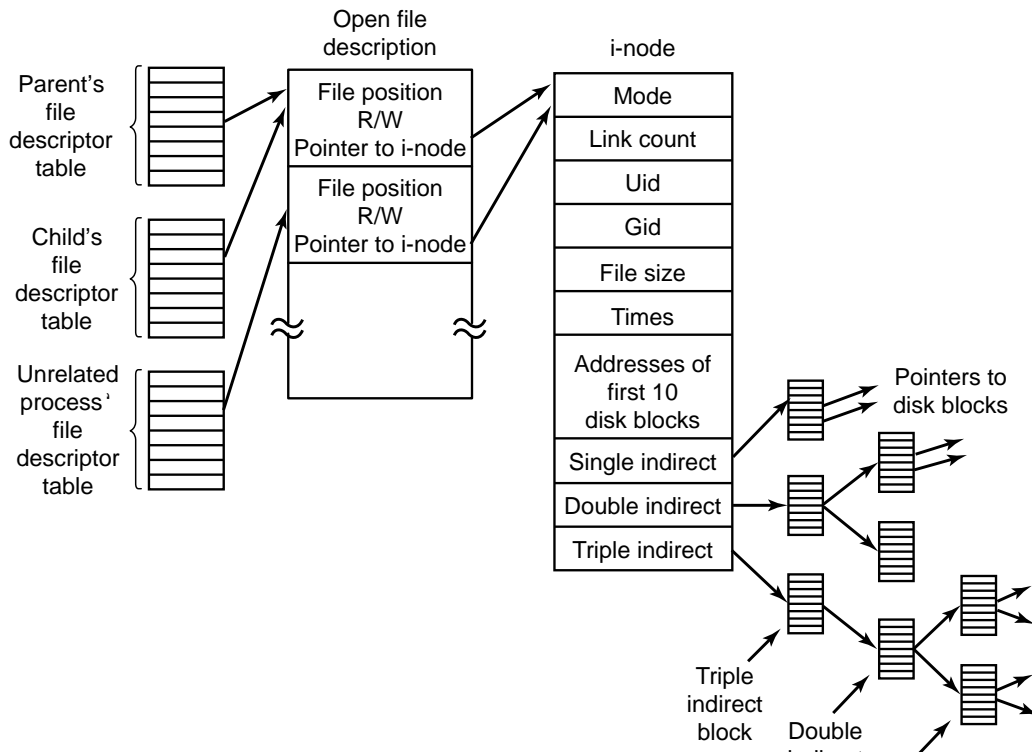 Open file
description
i-node
Parent's
file
descriptor
table
File position
R/W
Pointer to i-node
File position
R/W
Pointer to i-node
Child's
file
descriptor
table
Unrelated
process'
file
descriptor
table
Mode
Link count
Uid
Gid
File size
Times
Addresses of
first 10
disk blocks
Single indirect
Double indirect
Triple indirect
Pointers to
disk blocks
Triple
indirect
block
Double